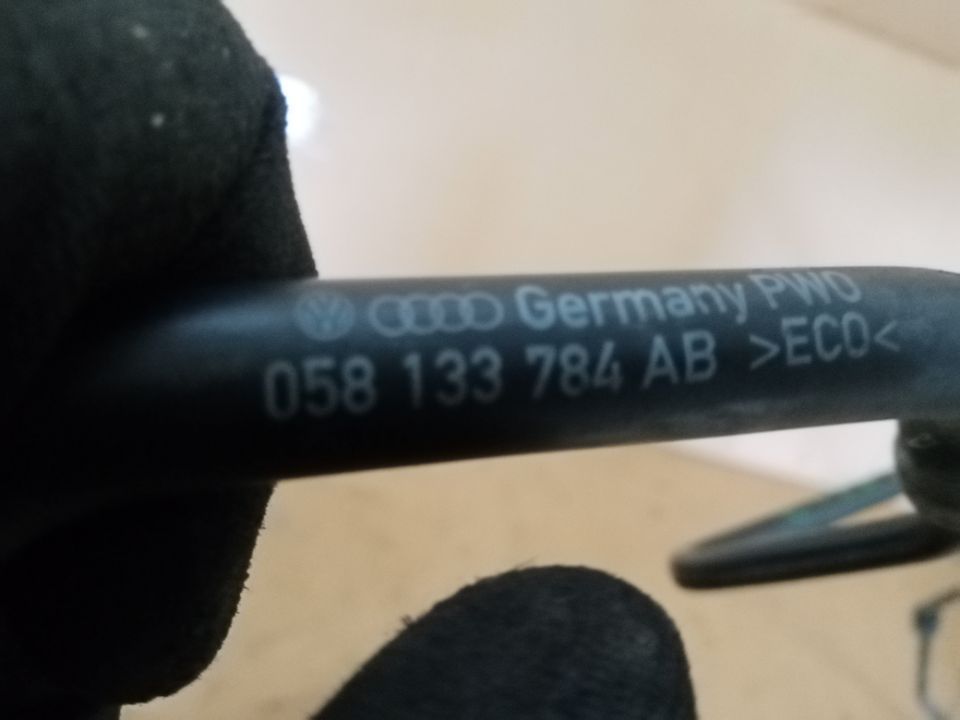 Germany PWO
058 133 784 AB >ECO<